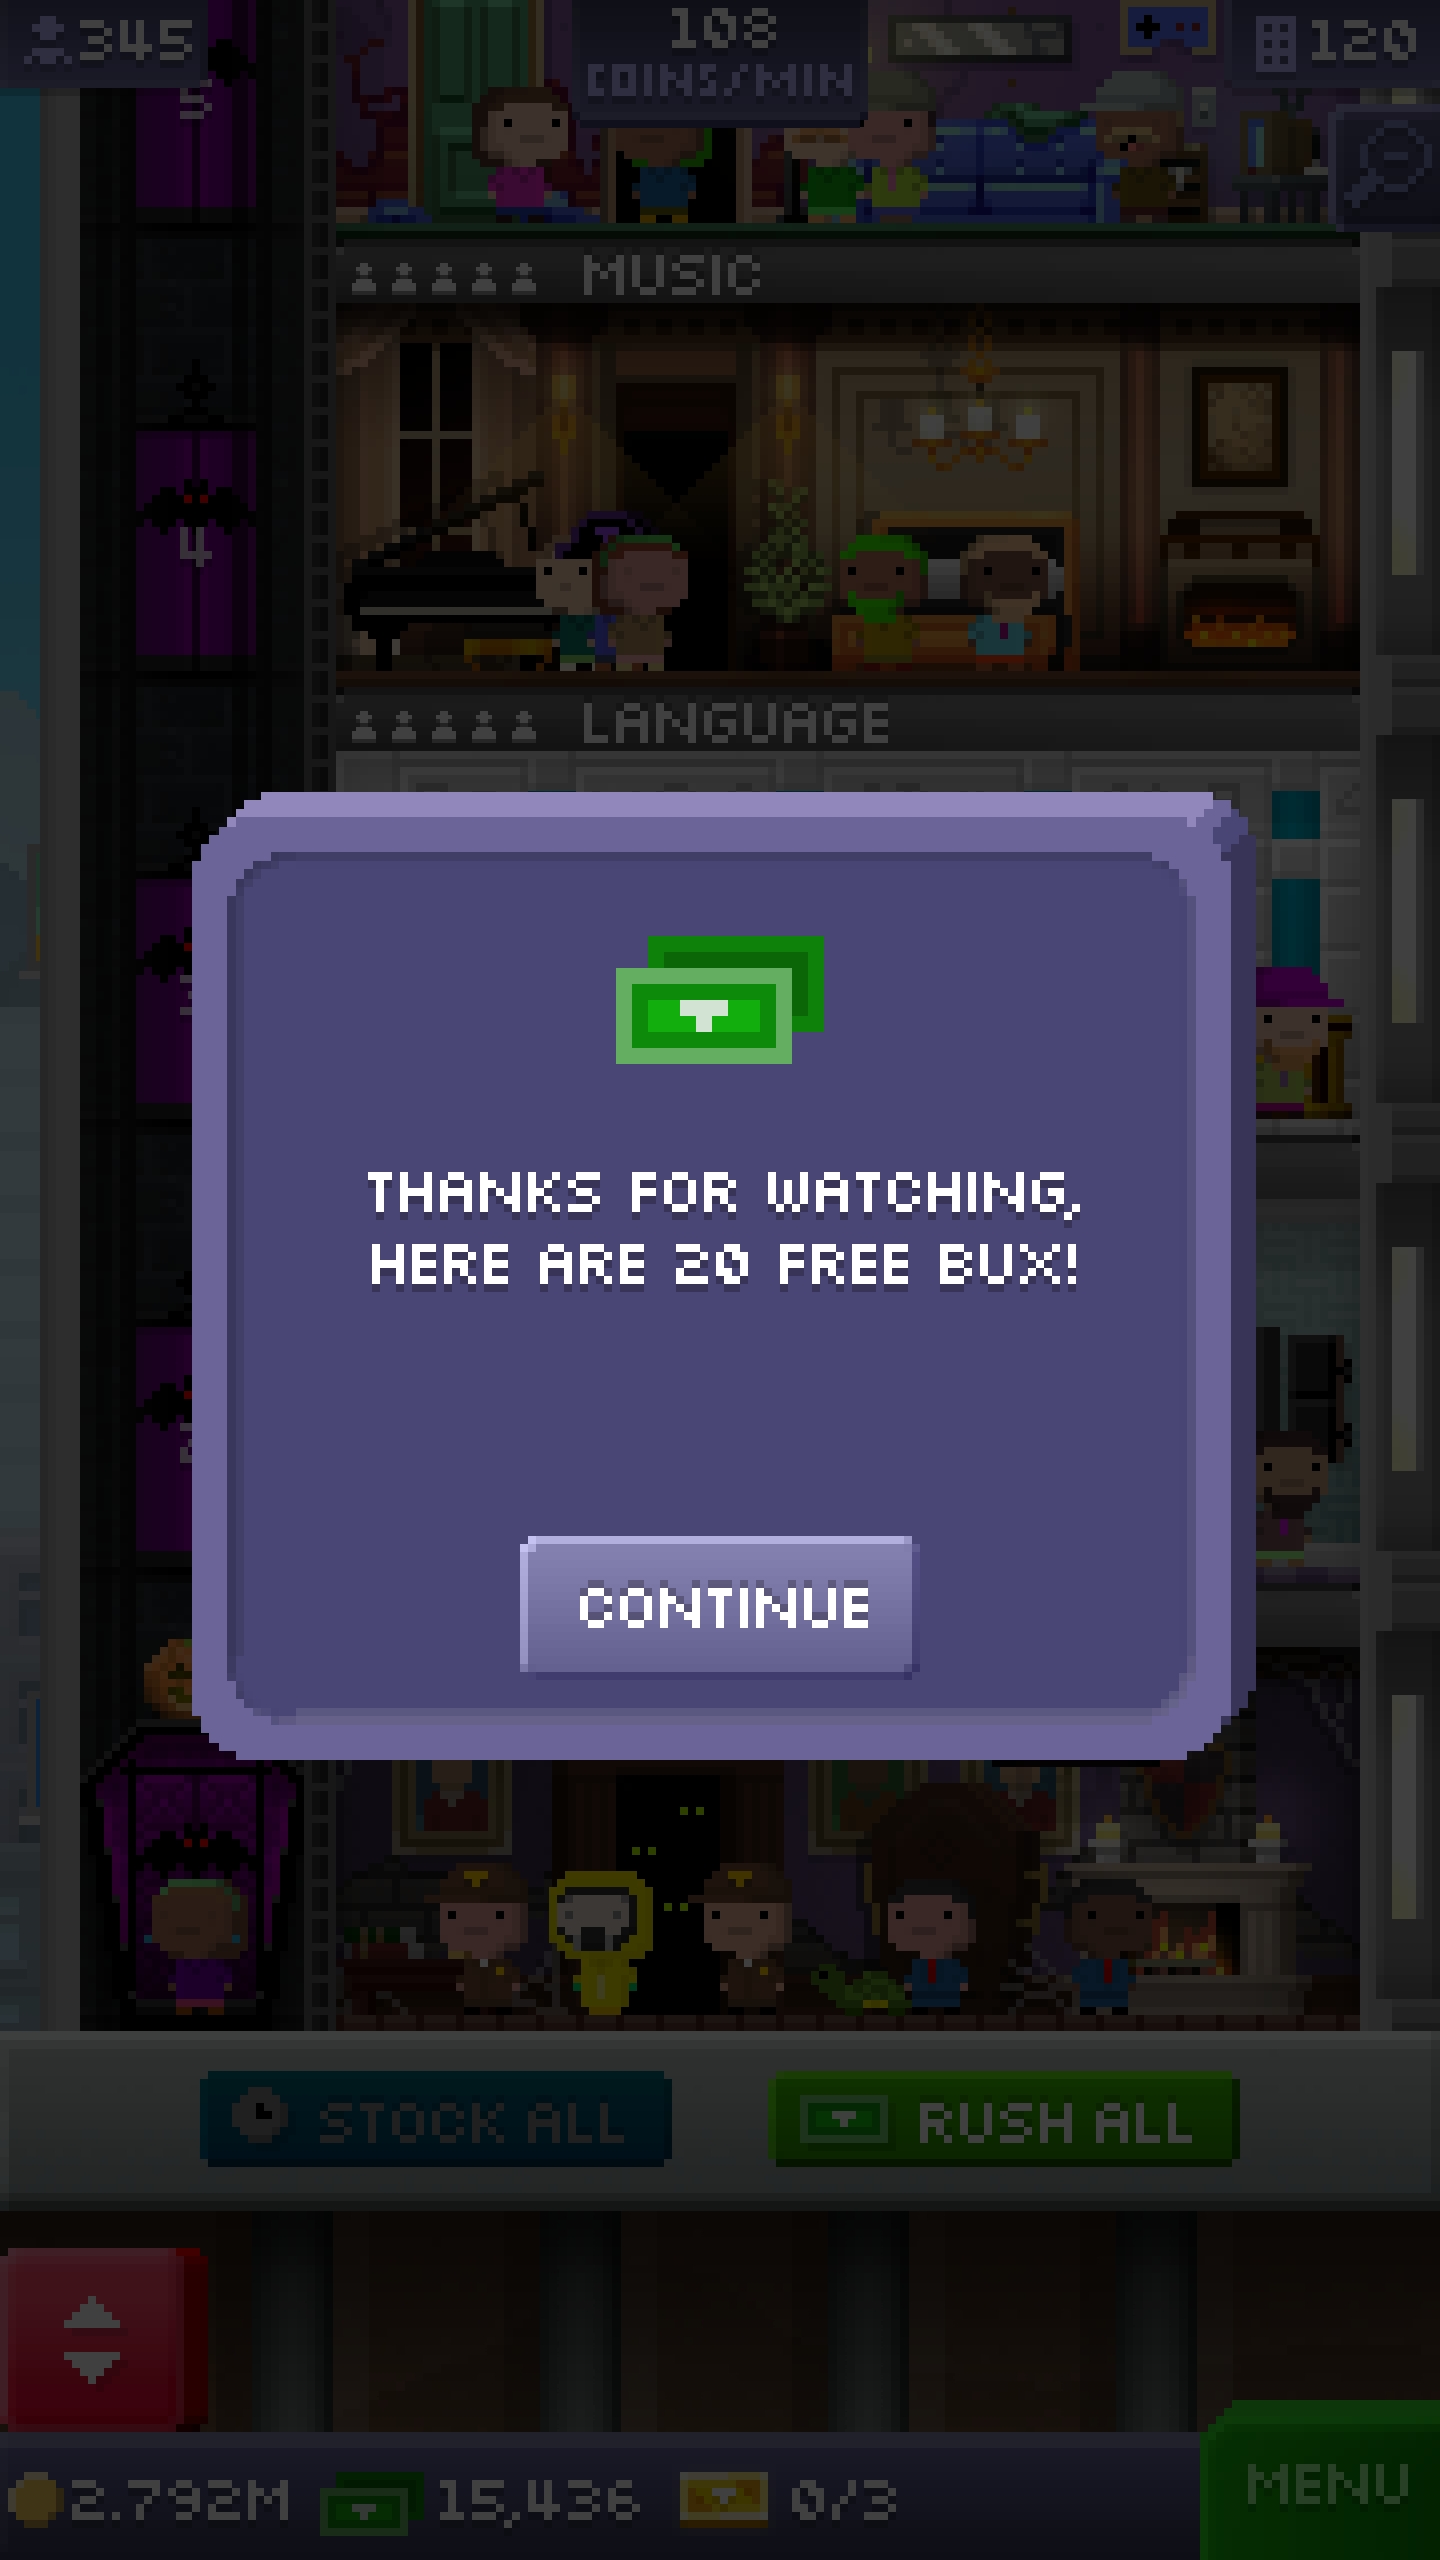 345
108
COINS/MIN
120
5
MUSIC
4
LANGUAGE
THANKS FOR WATCHING,
HERE ARE 20 FREE BUX!
CONTINUE
STOCK ALL
RUSH ALL
2.792M
15,436
0/3
MENU